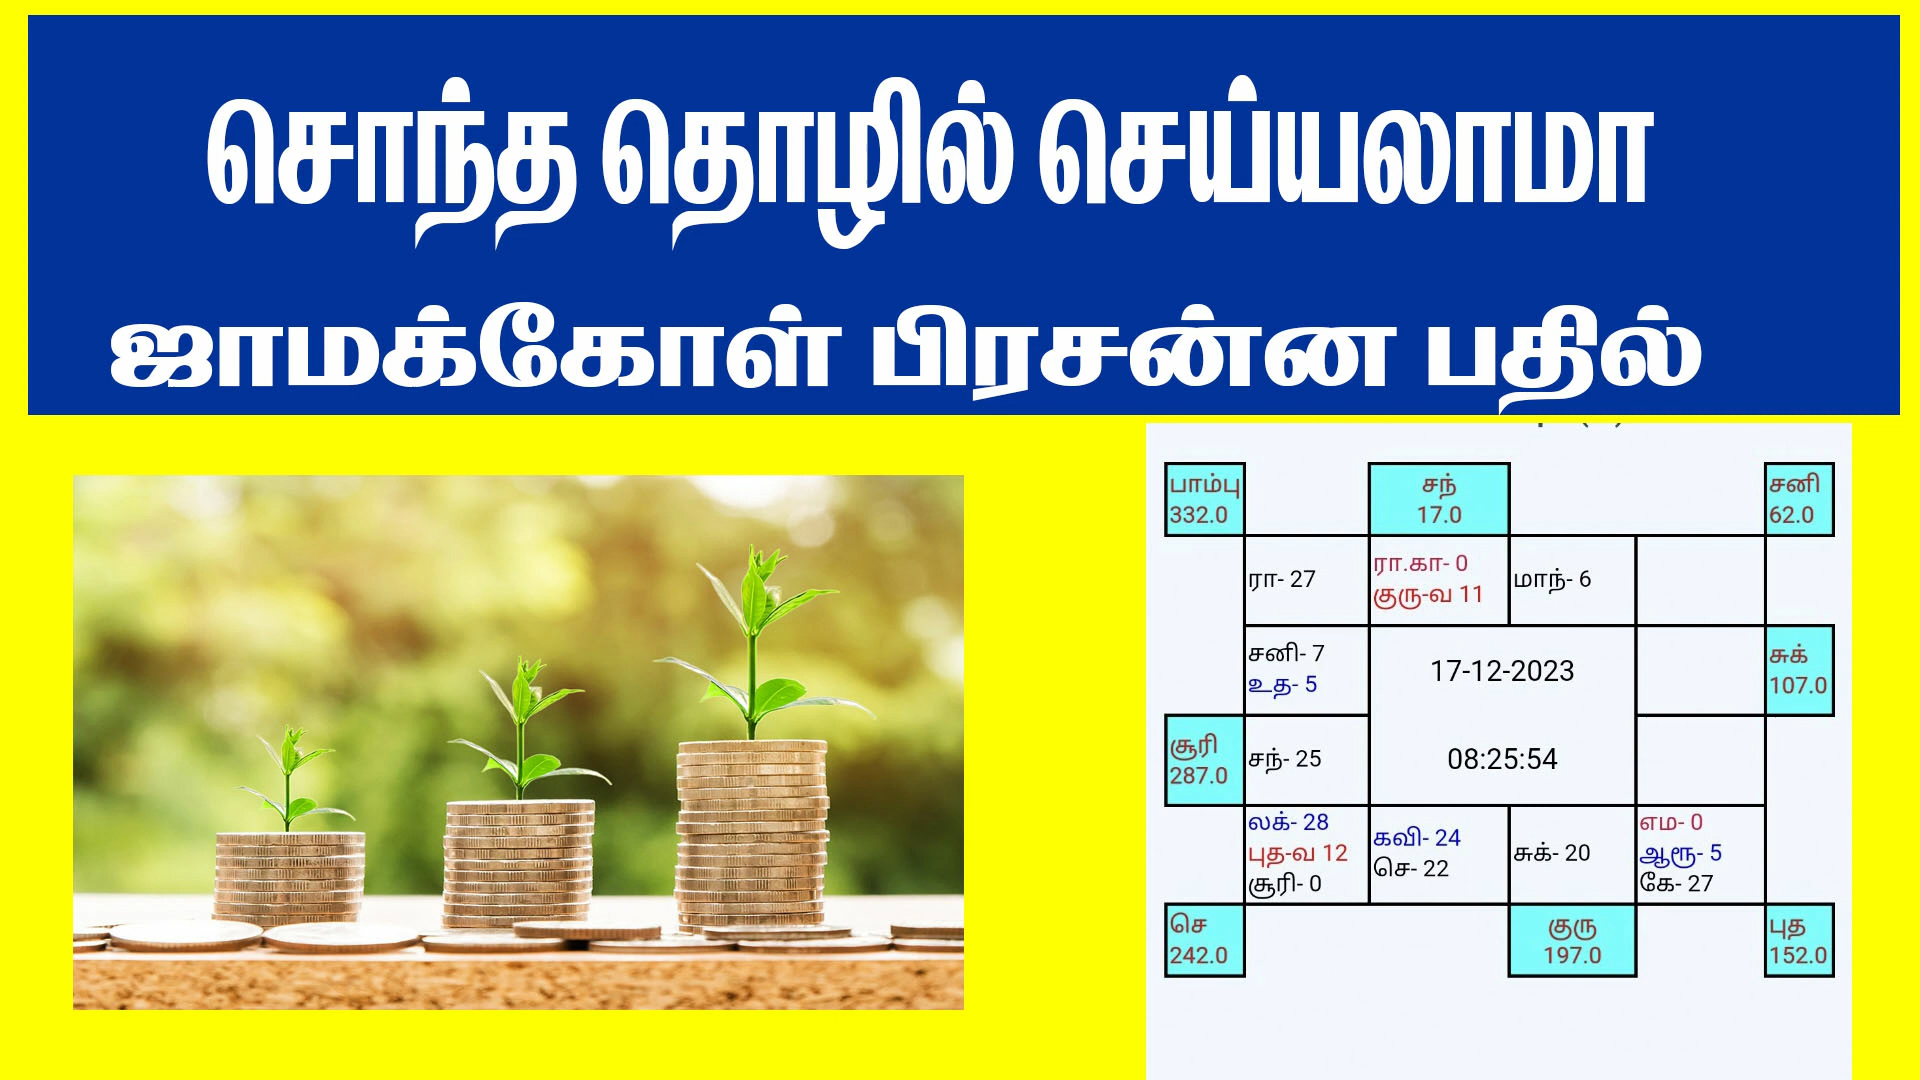 சொந்த தொழில் செய்யலாமா
ஜாமக்கோள் பிரசன்ன பதில்
பாம்பு
332.0
சந்
17.0
சனி
62.0
ரா- 27
ரா.கா- 0
குரு-வ 11
மாந்- 6
சனி- 7
உத- 5
17-12-2023
சுக்
107.0
சூரி
287.0
சந்- 25
08:25:54
லக்- 28
புத-வ 12
சூரி- 0
கவி- 24
செ- 22
சுக்- 20
எம- 0
ஆரூ- 5
கே- 27
செ
242.0
குரு
197.0
புத
152.0